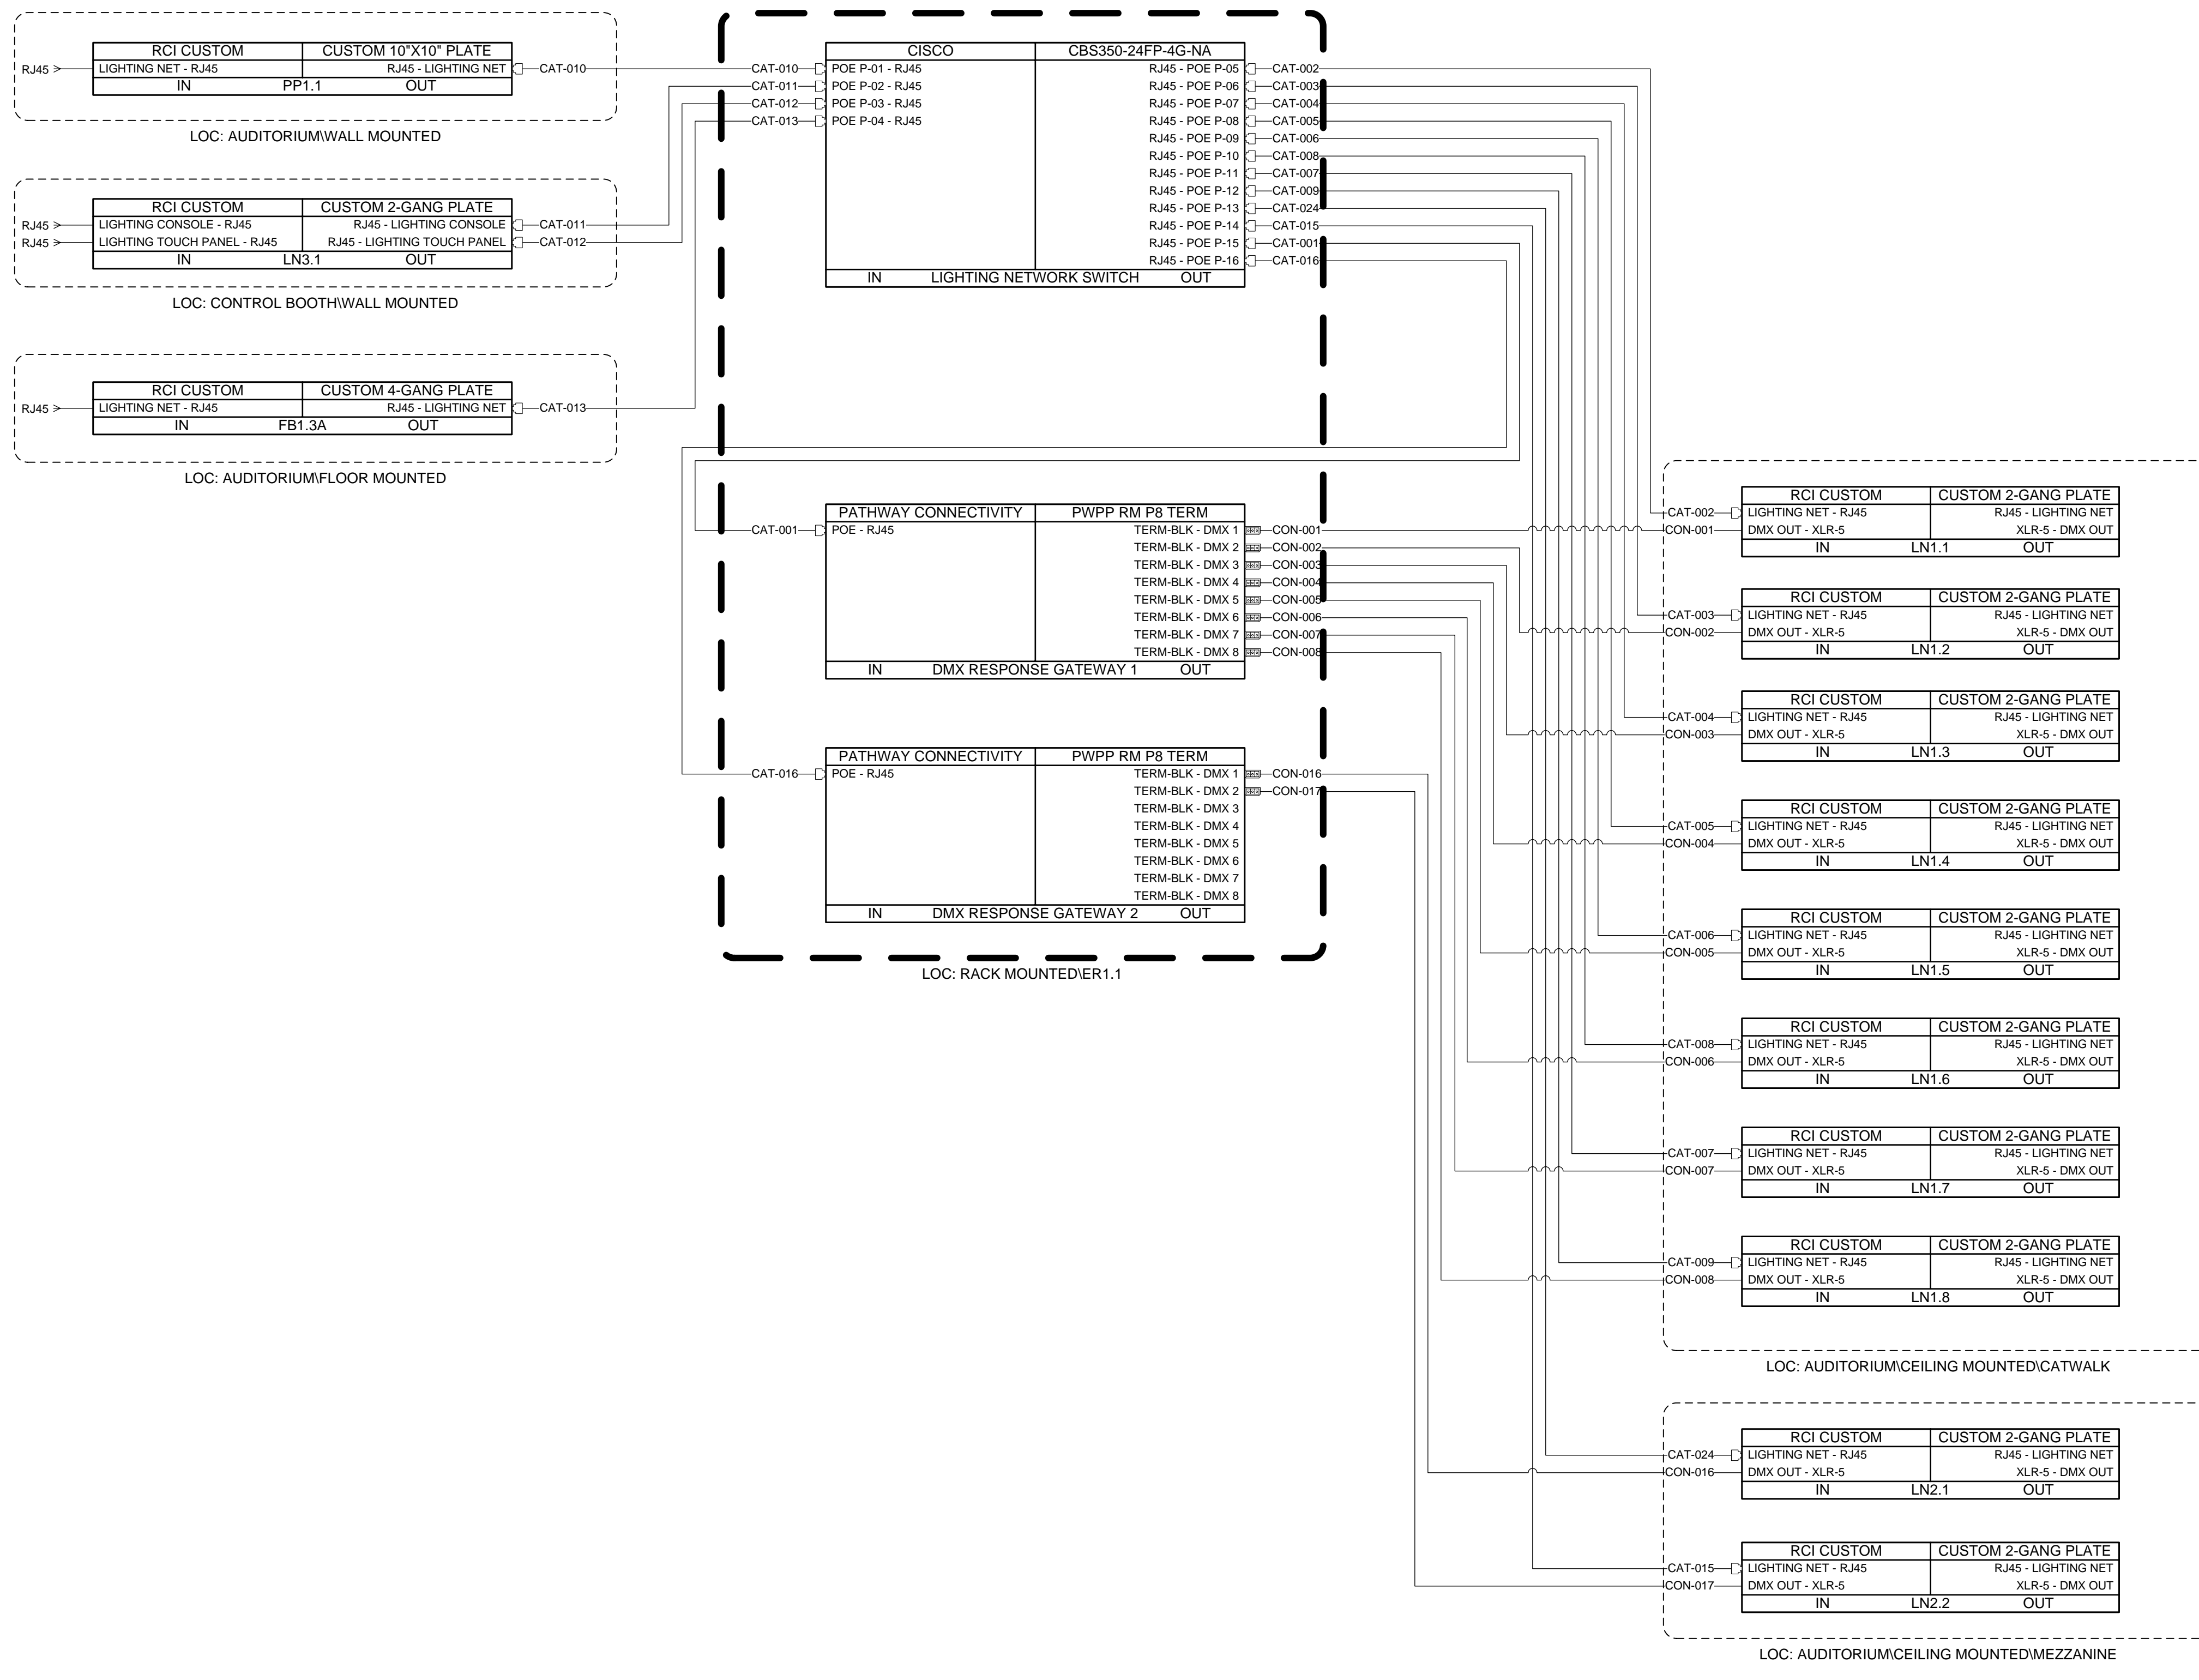 RCI CUSTOM CUSTOM 10"X10" PLATE
RJ45 LIGHTING NET - RJ45 RJ45 - LIGHTING NET CAT-010
IN PP1.1 OUT
LOC: AUDITORIUM\WALL MOUNTED
RCI CUSTOM CUSTOM 2-GANG PLATE
RJ45 LIGHTING CONSOLE - RJ45 RJ45 - LIGHTING CONSOLE CAT-011
RJ45 LIGHTING TOUCH PANEL - RJ45 RJ45 - LIGHTING TOUCH PANEL CAT-012
IN LN3.1 OUT
LOC: CONTROL BOOTH\WALL MOUNTED
RCI CUSTOM CUSTOM 4-GANG PLATE
RJ45 LIGHTING NET - RJ45 RJ45 - LIGHTING NET CAT-013
IN FB1.3A OUT
LOC: AUDITORIUM\FLOOR MOUNTED
CISCO CBS350-24FP-4G-NA
CAT-010 POE P-01 - RJ45 RJ45 - POE P-05 CAT-002
CAT-011 POE P-02 - RJ45 RJ45 - POE P-06 CAT-003
CAT-012 POE P-03 - RJ45 RJ45 - POE P-07 CAT-004
CAT-013 POE P-04 - RJ45 RJ45 - POE P-08 CAT-005
RJ45 - POE P-09 CAT-006
RJ45 - POE P-10 CAT-008
RJ45 - POE P-11 CAT-007
RJ45 - POE P-12 CAT-009
RJ45 - POE P-13 CAT-024
RJ45 - POE P-14 CAT-015
RJ45 - POE P-15 CAT-001
RJ45 - POE P-16 CAT-016
IN LIGHTING NETWORK SWITCH OUT
PATHWAY CONNECTIVITY PWPP RM P8 TERM
CAT-001 POE - RJ45 TERM-BLK - DMX 1 CON-001
TERM-BLK - DMX 2 CON-002
TERM-BLK - DMX 3 CON-003
TERM-BLK - DMX 4 CON-004
TERM-BLK - DMX 5 CON-005
TERM-BLK - DMX 6 CON-006
TERM-BLK - DMX 7 CON-007
TERM-BLK - DMX 8 CON-008
IN DMX RESPONSE GATEWAY 1 OUT
PATHWAY CONNECTIVITY PWPP RM P8 TERM
CAT-016 POE - RJ45 TERM-BLK - DMX 1 CON-016
TERM-BLK - DMX 2 CON-017
TERM-BLK - DMX 3
TERM-BLK - DMX 4
TERM-BLK - DMX 5
TERM-BLK - DMX 6
TERM-BLK - DMX 7
TERM-BLK - DMX 8
IN DMX RESPONSE GATEWAY 2 OUT
LOC: RACK MOUNTED\ER1.1
RCI CUSTOM CUSTOM 2-GANG PLATE
CAT-002 LIGHTING NET - RJ45 RJ45 - LIGHTING NET
CON-001 DMX OUT - XLR-5 XLR-5 - DMX OUT
IN LN1.1 OUT
RCI CUSTOM CUSTOM 2-GANG PLATE
CAT-003 LIGHTING NET - RJ45 RJ45 - LIGHTING NET
CON-002 DMX OUT - XLR-5 XLR-5 - DMX OUT
IN LN1.2 OUT
RCI CUSTOM CUSTOM 2-GANG PLATE
CAT-004 LIGHTING NET - RJ45 RJ45 - LIGHTING NET
CON-003 DMX OUT - XLR-5 XLR-5 - DMX OUT
IN LN1.3 OUT
RCI CUSTOM CUSTOM 2-GANG PLATE
CAT-005 LIGHTING NET - RJ45 RJ45 - LIGHTING NET
CON-004 DMX OUT - XLR-5 XLR-5 - DMX OUT
IN LN1.4 OUT
RCI CUSTOM CUSTOM 2-GANG PLATE
CAT-006 LIGHTING NET - RJ45 RJ45 - LIGHTING NET
CON-005 DMX OUT - XLR-5 XLR-5 - DMX OUT
IN LN1.5 OUT
RCI CUSTOM CUSTOM 2-GANG PLATE
CAT-008 LIGHTING NET - RJ45 RJ45 - LIGHTING NET
CON-006 DMX OUT - XLR-5 XLR-5 - DMX OUT
IN LN1.6 OUT
RCI CUSTOM CUSTOM 2-GANG PLATE
CAT-007 LIGHTING NET - RJ45 RJ45 - LIGHTING NET
CON-007 DMX OUT - XLR-5 XLR-5 - DMX OUT
IN LN1.7 OUT
RCI CUSTOM CUSTOM 2-GANG PLATE
CAT-009 LIGHTING NET - RJ45 RJ45 - LIGHTING NET
CON-008 DMX OUT - XLR-5 XLR-5 - DMX OUT
IN LN1.8 OUT
LOC: AUDITORIUM\CEILING MOUNTED\CATWALK
RCI CUSTOM CUSTOM 2-GANG PLATE
CAT-024 LIGHTING NET - RJ45 RJ45 - LIGHTING NET
CON-016 DMX OUT - XLR-5 XLR-5 - DMX OUT
IN LN2.1 OUT
RCI CUSTOM CUSTOM 2-GANG PLATE
CAT-015 LIGHTING NET - RJ45 RJ45 - LIGHTING NET
CON-017 DMX OUT - XLR-5 XLR-5 - DMX OUT
IN LN2.2 OUT
LOC: AUDITORIUM\CEILING MOUNTED\MEZZANINE